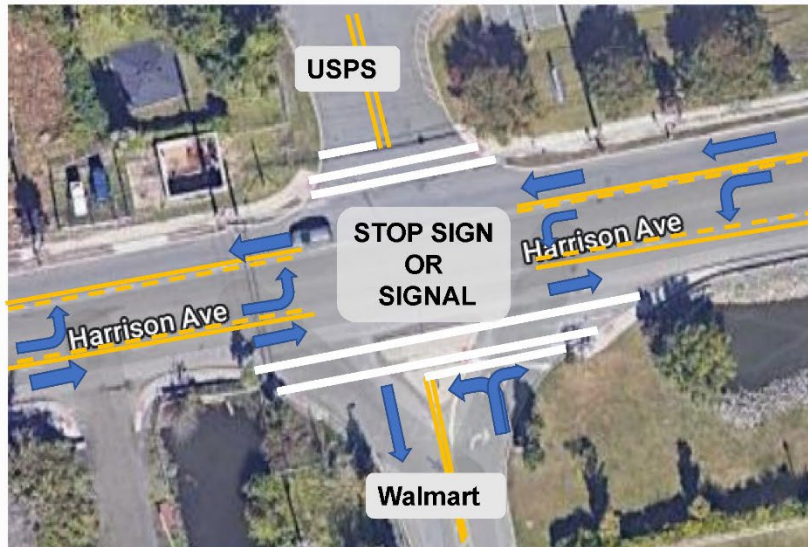 USPS
STOP SIGN
OR
SIGNAL
Harrison Ave
Harrison Ave
Walmart